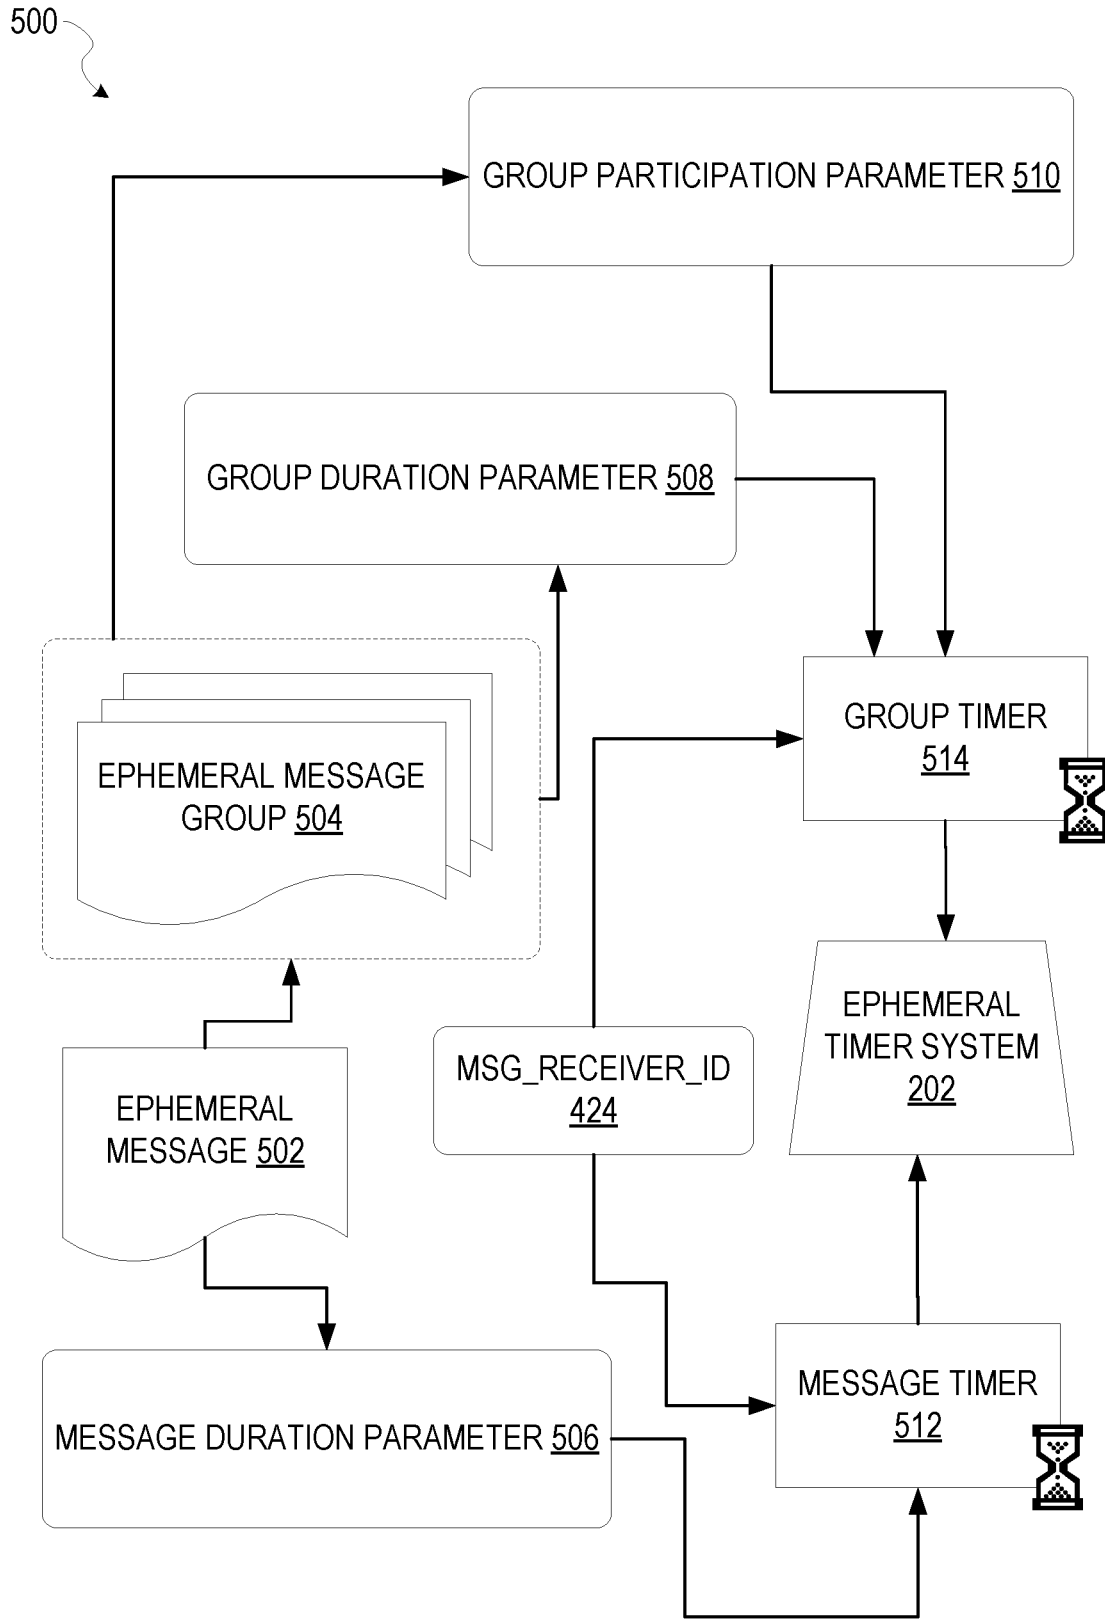 500
GROUP PARTICIPATION PARAMETER 510
GROUP DURATION PARAMETER 508
GROUP TIMER
514
EPHEMERAL MESSAGE
GROUP 504
EPHEMERAL
TIMER SYSTEM
202
MSG_RECEIVER_ID
424
EPHEMERAL
MESSAGE 502
MESSAGE TIMER
512
MESSAGE DURATION PARAMETER 506